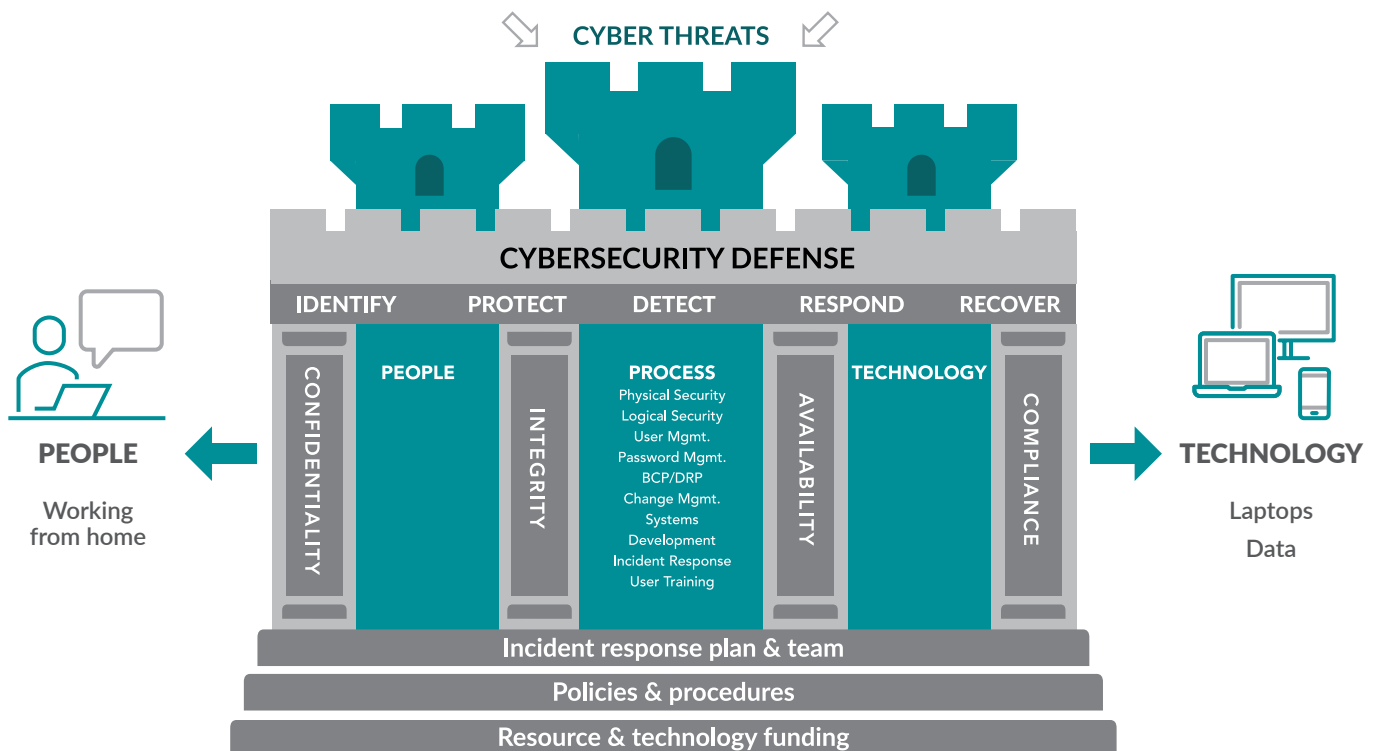 CYBER THREATS
CYBERSECURITY DEFENSE
IDENTIFY PROTECT DETECT RESPOND RECOVER
CONFIDENTIALITY
PEOPLE
INTEGRITY
PROCESS
Physical Security
Logical Security
User Mgmt.
Password Mgmt.
BCP/DRP
Change Mgmt.
Systems
Development
Incident Response
User Training
AVAILABILITY
TECHNOLOGY
COMPLIANCE
PEOPLE
Working
from home
TECHNOLOGY
Laptops
Data
Incident response plan & team
Policies & procedures
Resource & technology funding